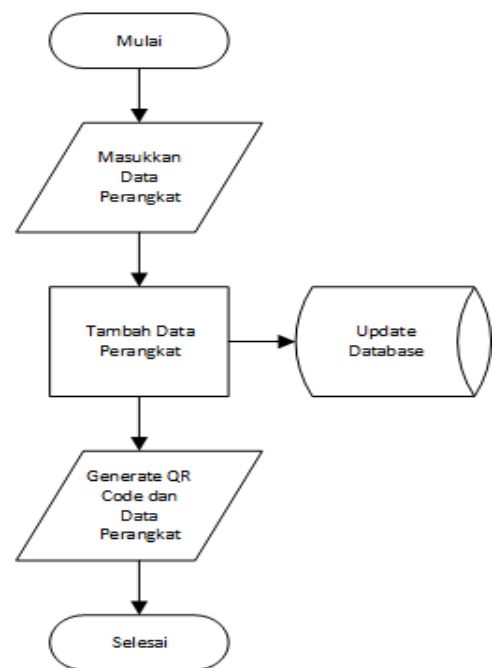 Mulai
Masukkan
Data
Perangkat
Tambah Data
Perangkat
Update
Database
Generate QR
Code dan
Data
Perangkat
Selesai